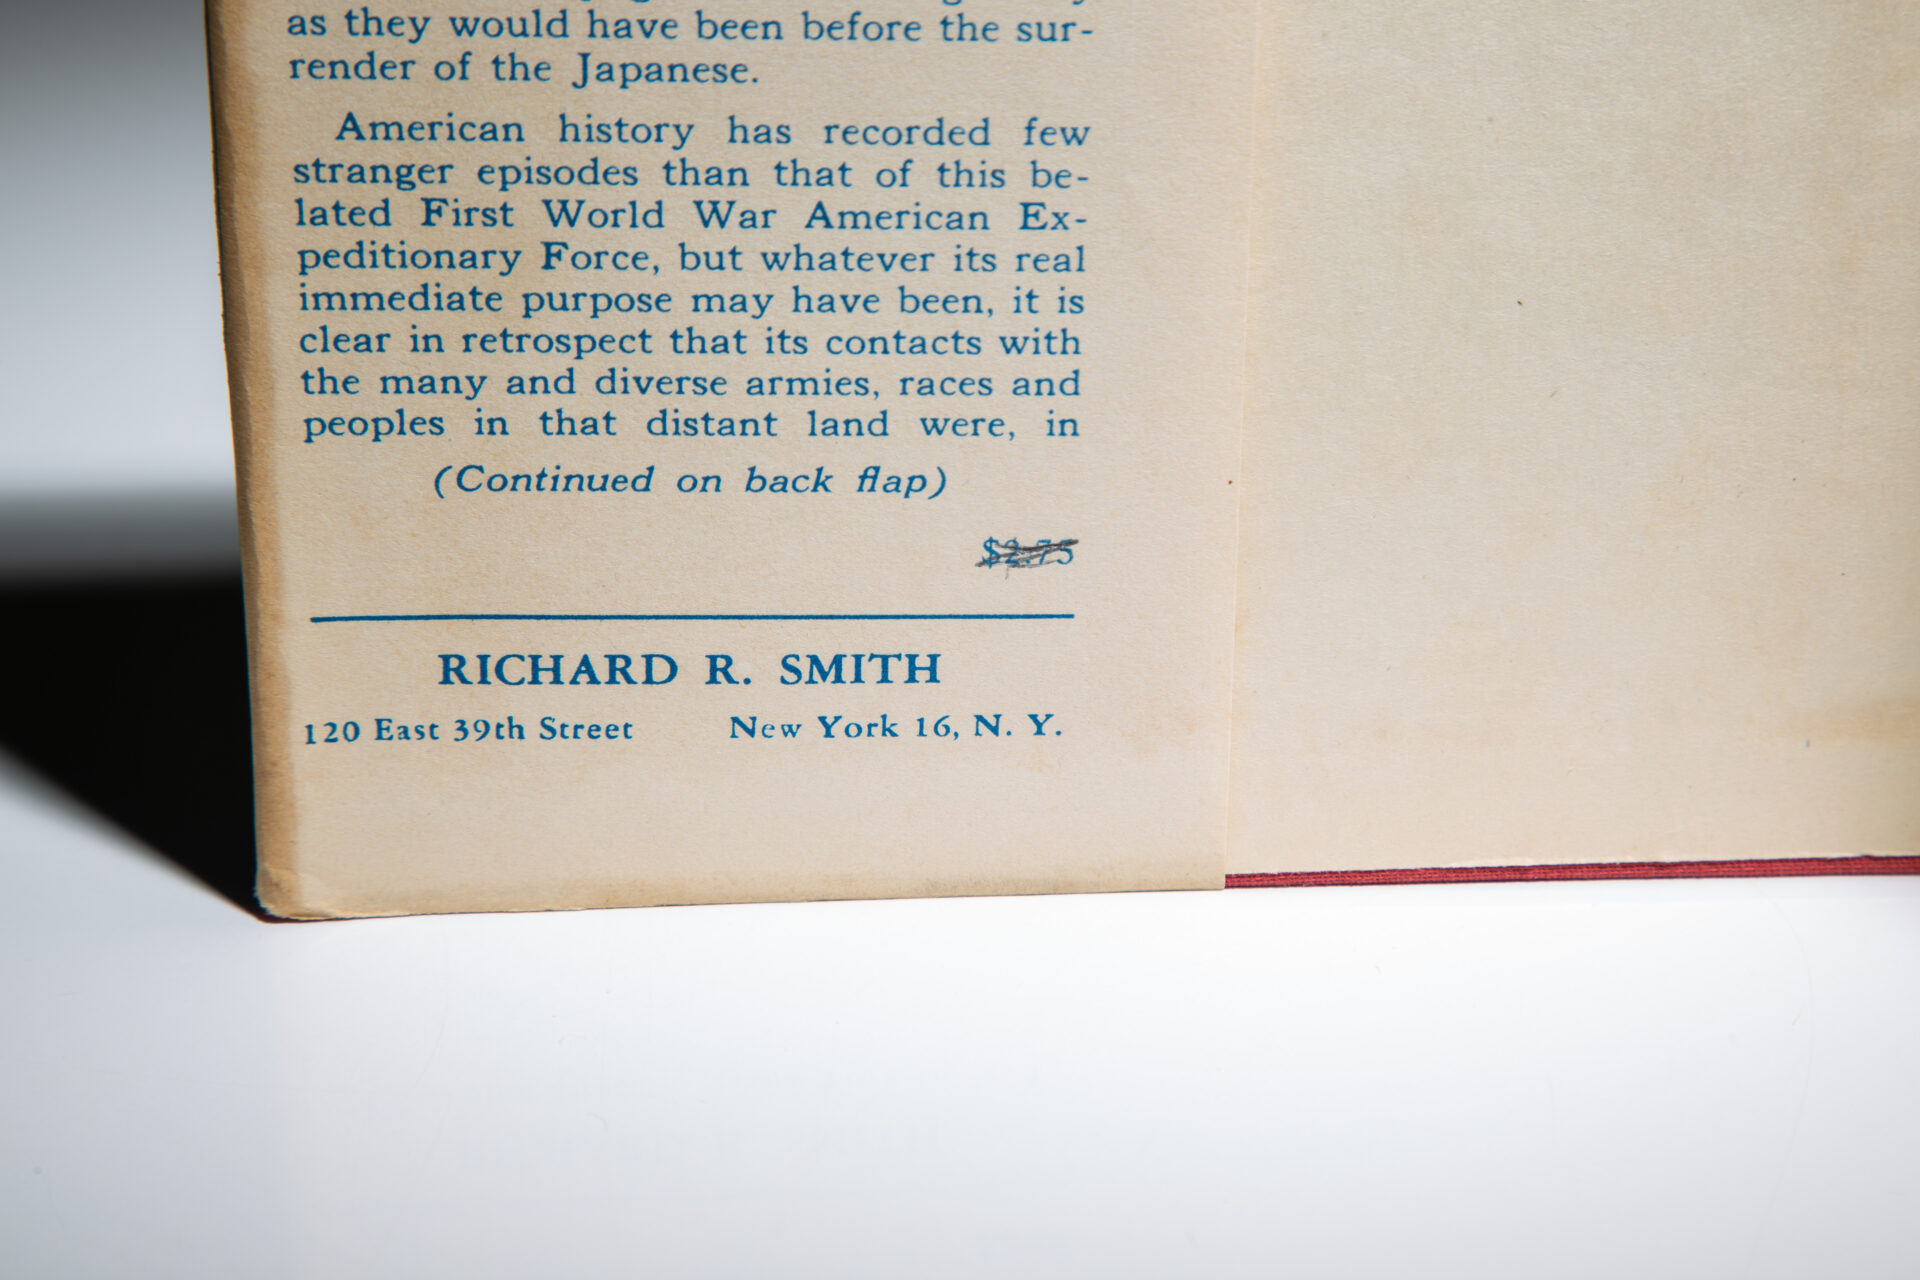 as they would have been before the sur-
render of the Japanese.
American history has recorded few
stranger episodes than that of this be-
lated First World War American Ex-
peditionary Force, but whatever its real
immediate purpose may have been, it is
clear in retrospect that its contacts with
the many and diverse armies, races and
peoples in that distant land were, in
(Continued on back flap)
$2.75
RICHARD R. SMITH
120 East 39th Street New York 16, N. Y.